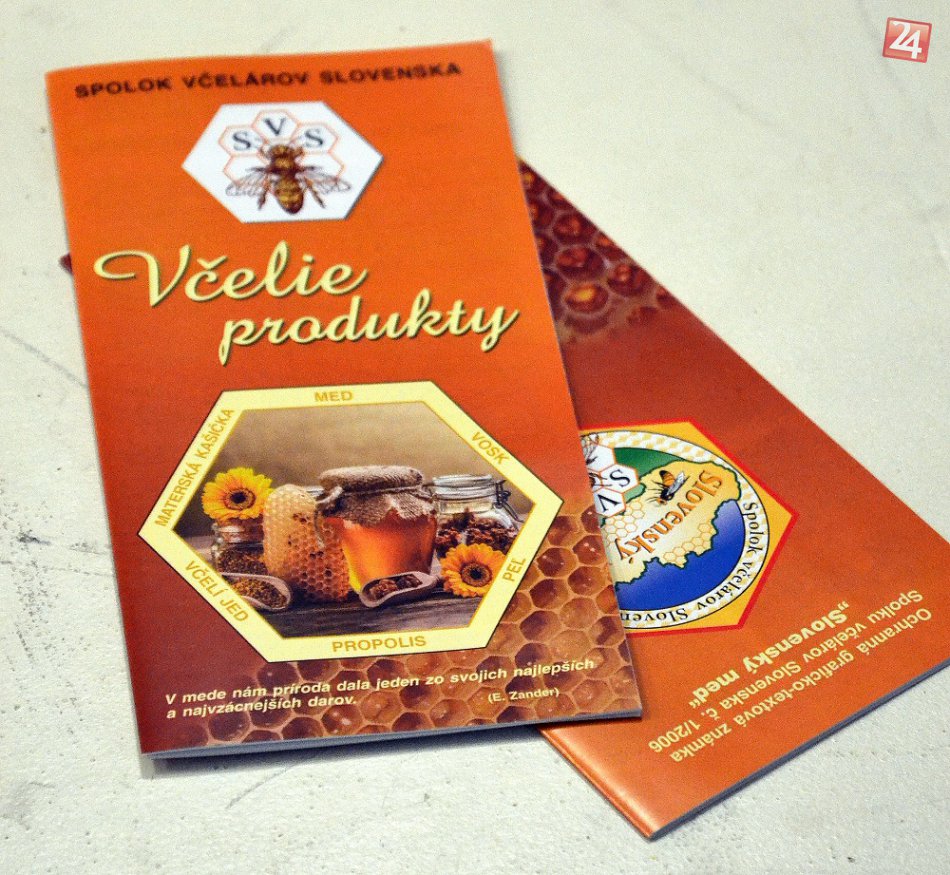 24
SPOLOK VČELÁROV SLOVENSKA
S V S
Včelie
produkty
MED
VOSK
PEĽ
PROPOLIS
VČELÍ JED
MATERSKÁ KAŠIČKA
V mede nám príroda dala jeden zo svojich najlepších
a najvzácnejších darov.
(E. Zander)
S V
Slovenský
Spolok včelárov Sloven
Ochranná graficko-textová známka
Spolku včelárov Slovenska č. 1/2006
„Slovenský med“